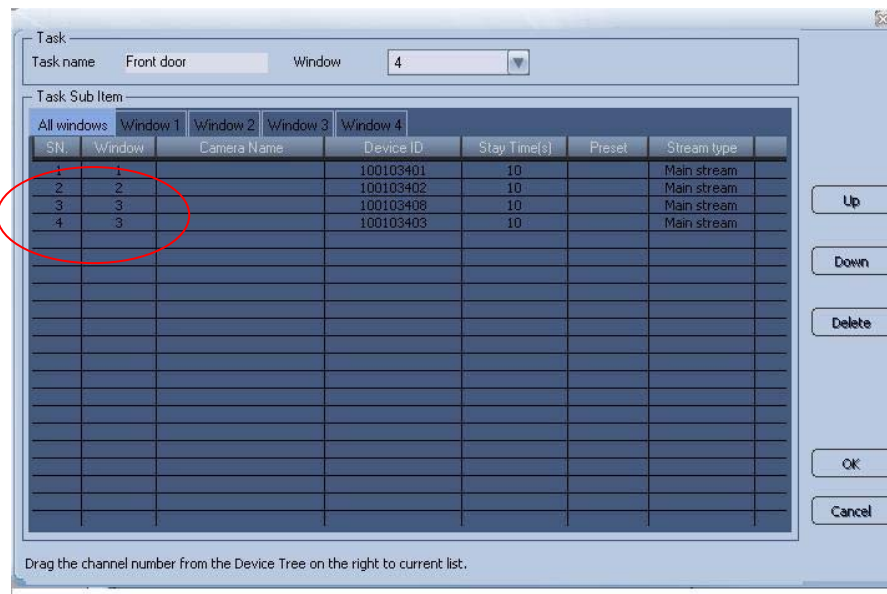 Task
Task name Front door Window 4
Task Sub Item
All windows Window 1 Window 2 Window 3 Window 4
SN. Window Camera Name Device ID Stay Time(s) Preset Stream type
1 1 100103401 10 Main stream
2 2 100103402 10 Main stream
3 3 100103408 10 Main stream
4 3 100103403 10 Main stream
Up
Down
Delete
OK
Cancel
Drag the channel number from the Device Tree on the right to current list.